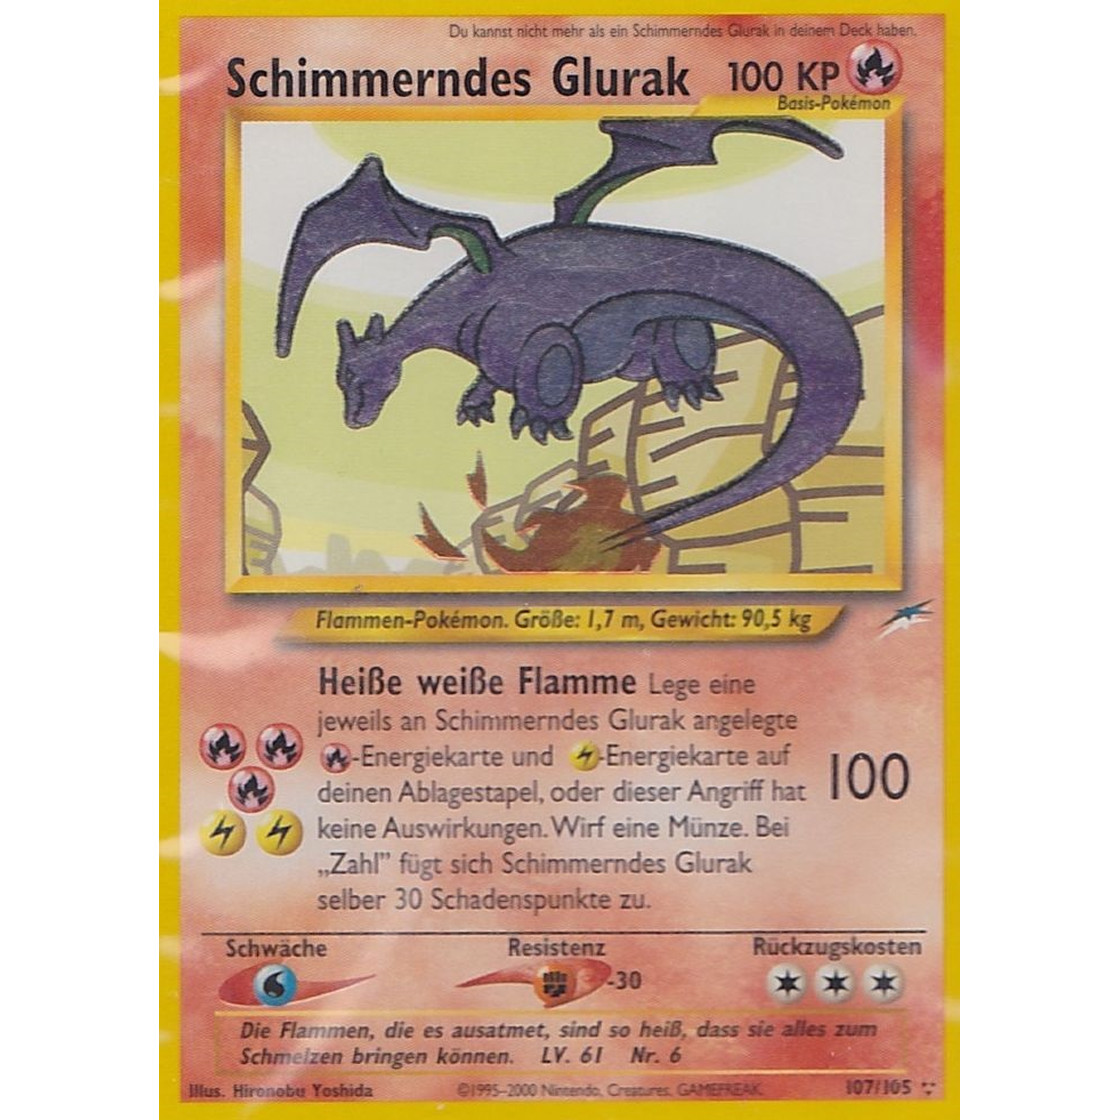 Du kannst nicht mehr als ein Schimmerndes Glurak in deinem Deck haben.
Schimmerndes Glurak 100 KP
Basis-Pokémon
Flammen-Pokémon. Größe: 1,7 m, Gewicht: 90,5 kg
Heiße weiße Flamme Lege eine
jeweils an Schimmerndes Glurak angelegte
-Energiekarte und -Energiekarte auf
deinen Ablagestapel, oder dieser Angriff hat
keine Auswirkungen. Wirf eine Münze. Bei
„Zahl” fügt sich Schimmerndes Glurak
selber 30 Schadenspunkte zu.
100
Schwäche Resistenz Rückzugskosten
-30
Die Flammen, die es ausatmet, sind so heiß, dass sie alles zum
Schmelzen bringen können. LV. 61 Nr. 6
Illus. Hironobu Yoshida ©1995-2000 Nintendo, Creatures, GAMEFREAK. 107/105